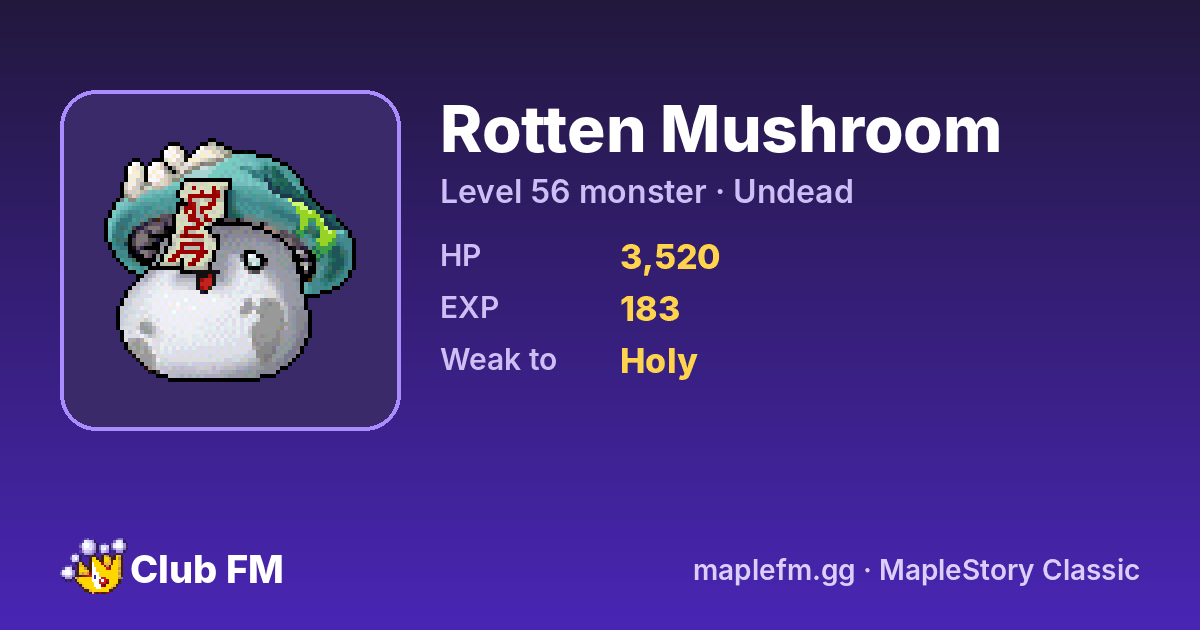 Rotten Mushroom
Level 56 monster · Undead
HP 3,520
EXP 183
Weak to Holy
Club FM
maplefm.gg · MapleStory Classic